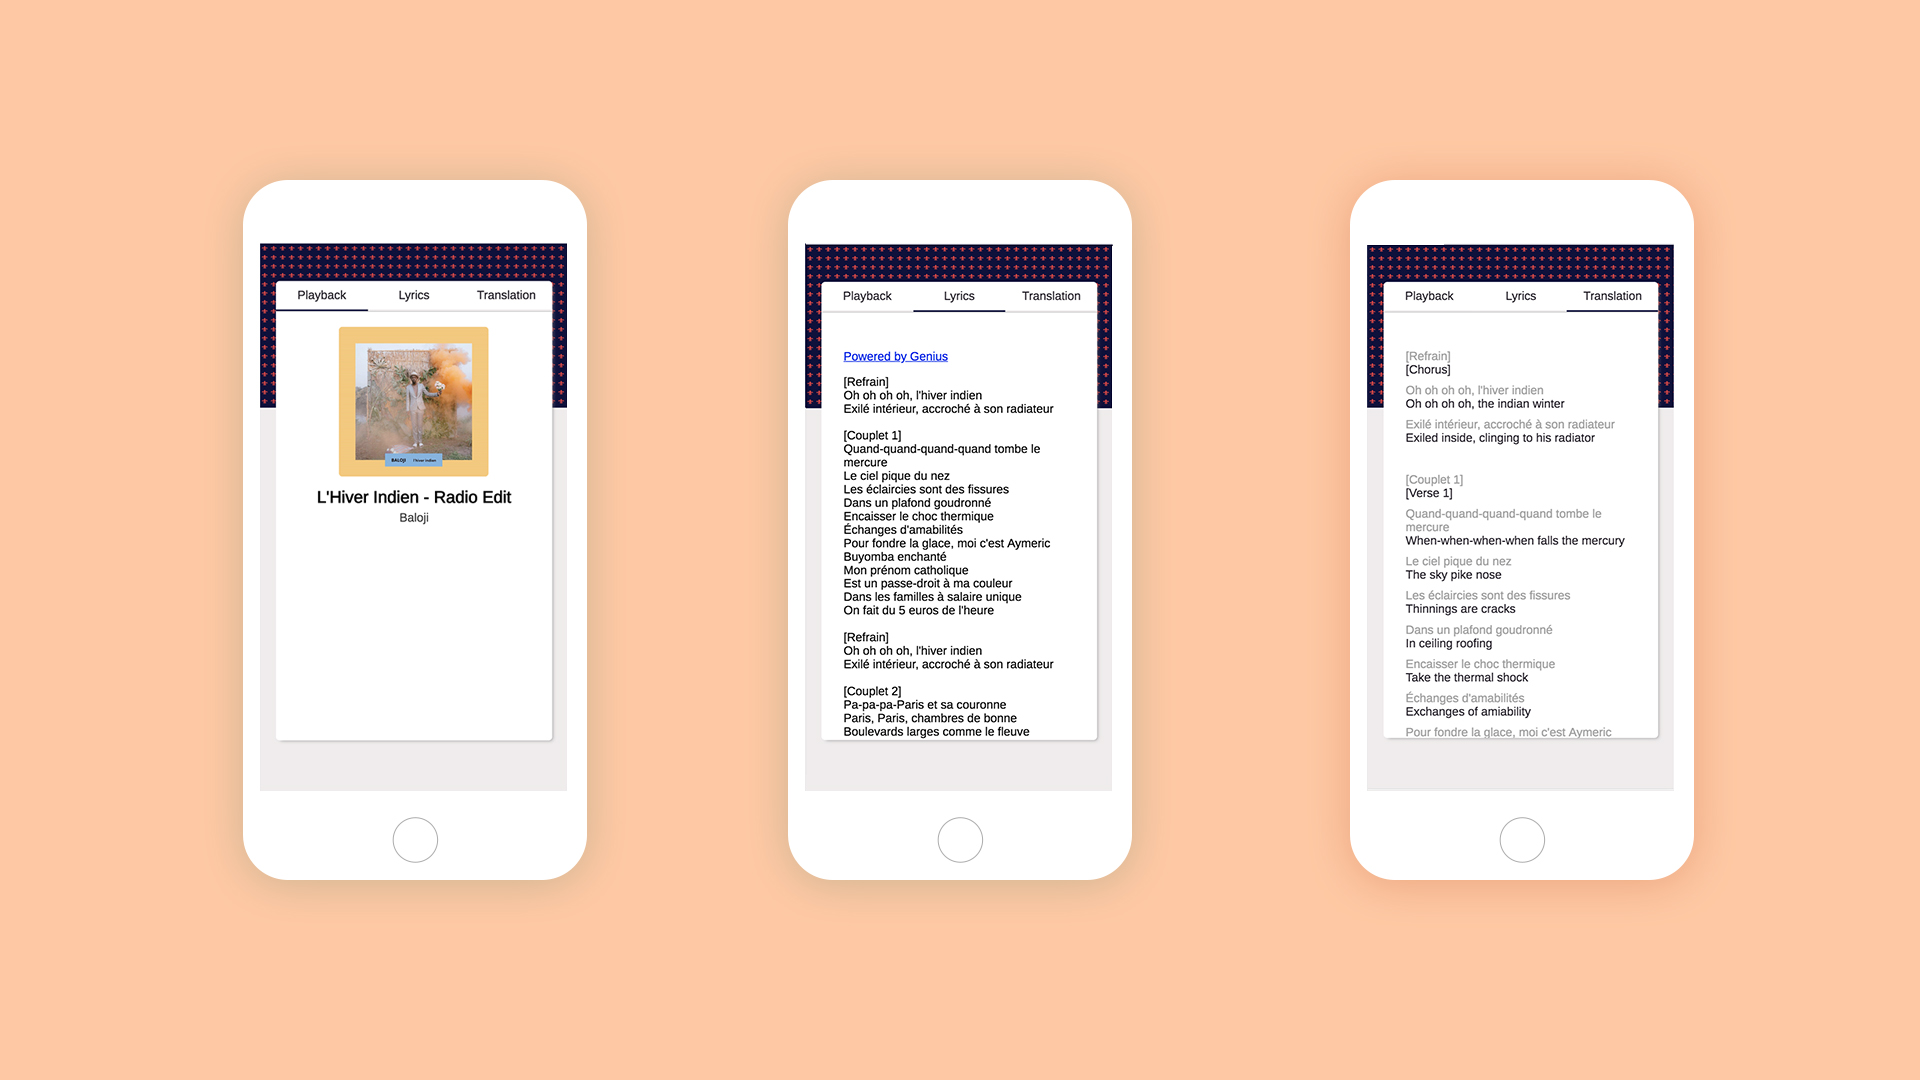 Playback Lyrics Translation
BALOJI l'hiver indien
L'Hiver Indien - Radio Edit
Baloji
Playback Lyrics Translation
Powered by Genius
[Refrain]
Oh oh oh oh, l'hiver indien
Exilé intérieur, accroché à son radiateur
[Couplet 1]
Quand-quand-quand-quand tombe le
mercure
Le ciel pique du nez
Les éclaircies sont des fissures
Dans un plafond goudronné
Encaisser le choc thermique
Échanges d'amabilités
Pour fondre la glace, moi c'est Aymeric
Buyomba enchanté
Mon prénom catholique
Est un passe-droit à ma couleur
Dans les familles à salaire unique
On fait du 5 euros de l'heure
[Refrain]
Oh oh oh oh, l'hiver indien
Exilé intérieur, accroché à son radiateur
[Couplet 2]
Pa-pa-pa-Paris et sa couronne
Paris, Paris, chambres de bonne
Boulevards larges comme le fleuve
Playback Lyrics Translation
[Refrain]
[Chorus]
Oh oh oh oh, l'hiver indien
Oh oh oh oh, the indian winter
Exilé intérieur, accroché à son radiateur
Exiled inside, clinging to his radiator
[Couplet 1]
[Verse 1]
Quand-quand-quand-quand tombe le
mercure
When-when-when-when falls the mercury
Le ciel pique du nez
The sky pike nose
Les éclaircies sont des fissures
Thinnings are cracks
Dans un plafond goudronné
In ceiling roofing
Encaisser le choc thermique
Take the thermal shock
Échanges d'amabilités
Exchanges of amiability
Pour fondre la glace, moi c'est Aymeric